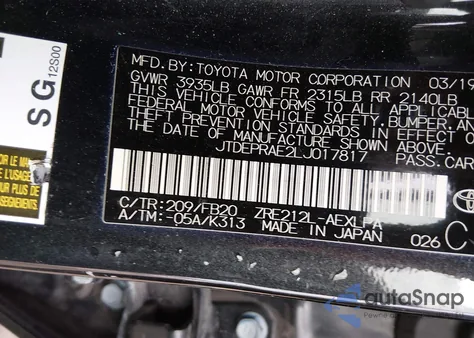 SG
12S00
MFD.BY:TOYOTA MOTOR CORPORATION 03/19
GVWR 3935LB GAWR FR 2315LB RR 2140LB
THIS VEHICLE CONFORMS TO ALL APPLICABL
FEDERAL MOTOR VEHICLE SAFETY, BUMPER, AN
THEFT PREVENTION STANDARDS IN EFFECT O
THE DATE OF MANUFACTURE SHOWN ABOVE.
JTDEPRAE2LJ017817 PASS.CAR
C/TR:209/FB20 ZRE212L-AEXLPA
A/TM:-05A/K313 MADE IN JAPAN 026
TOYOTA
C
autoSnap